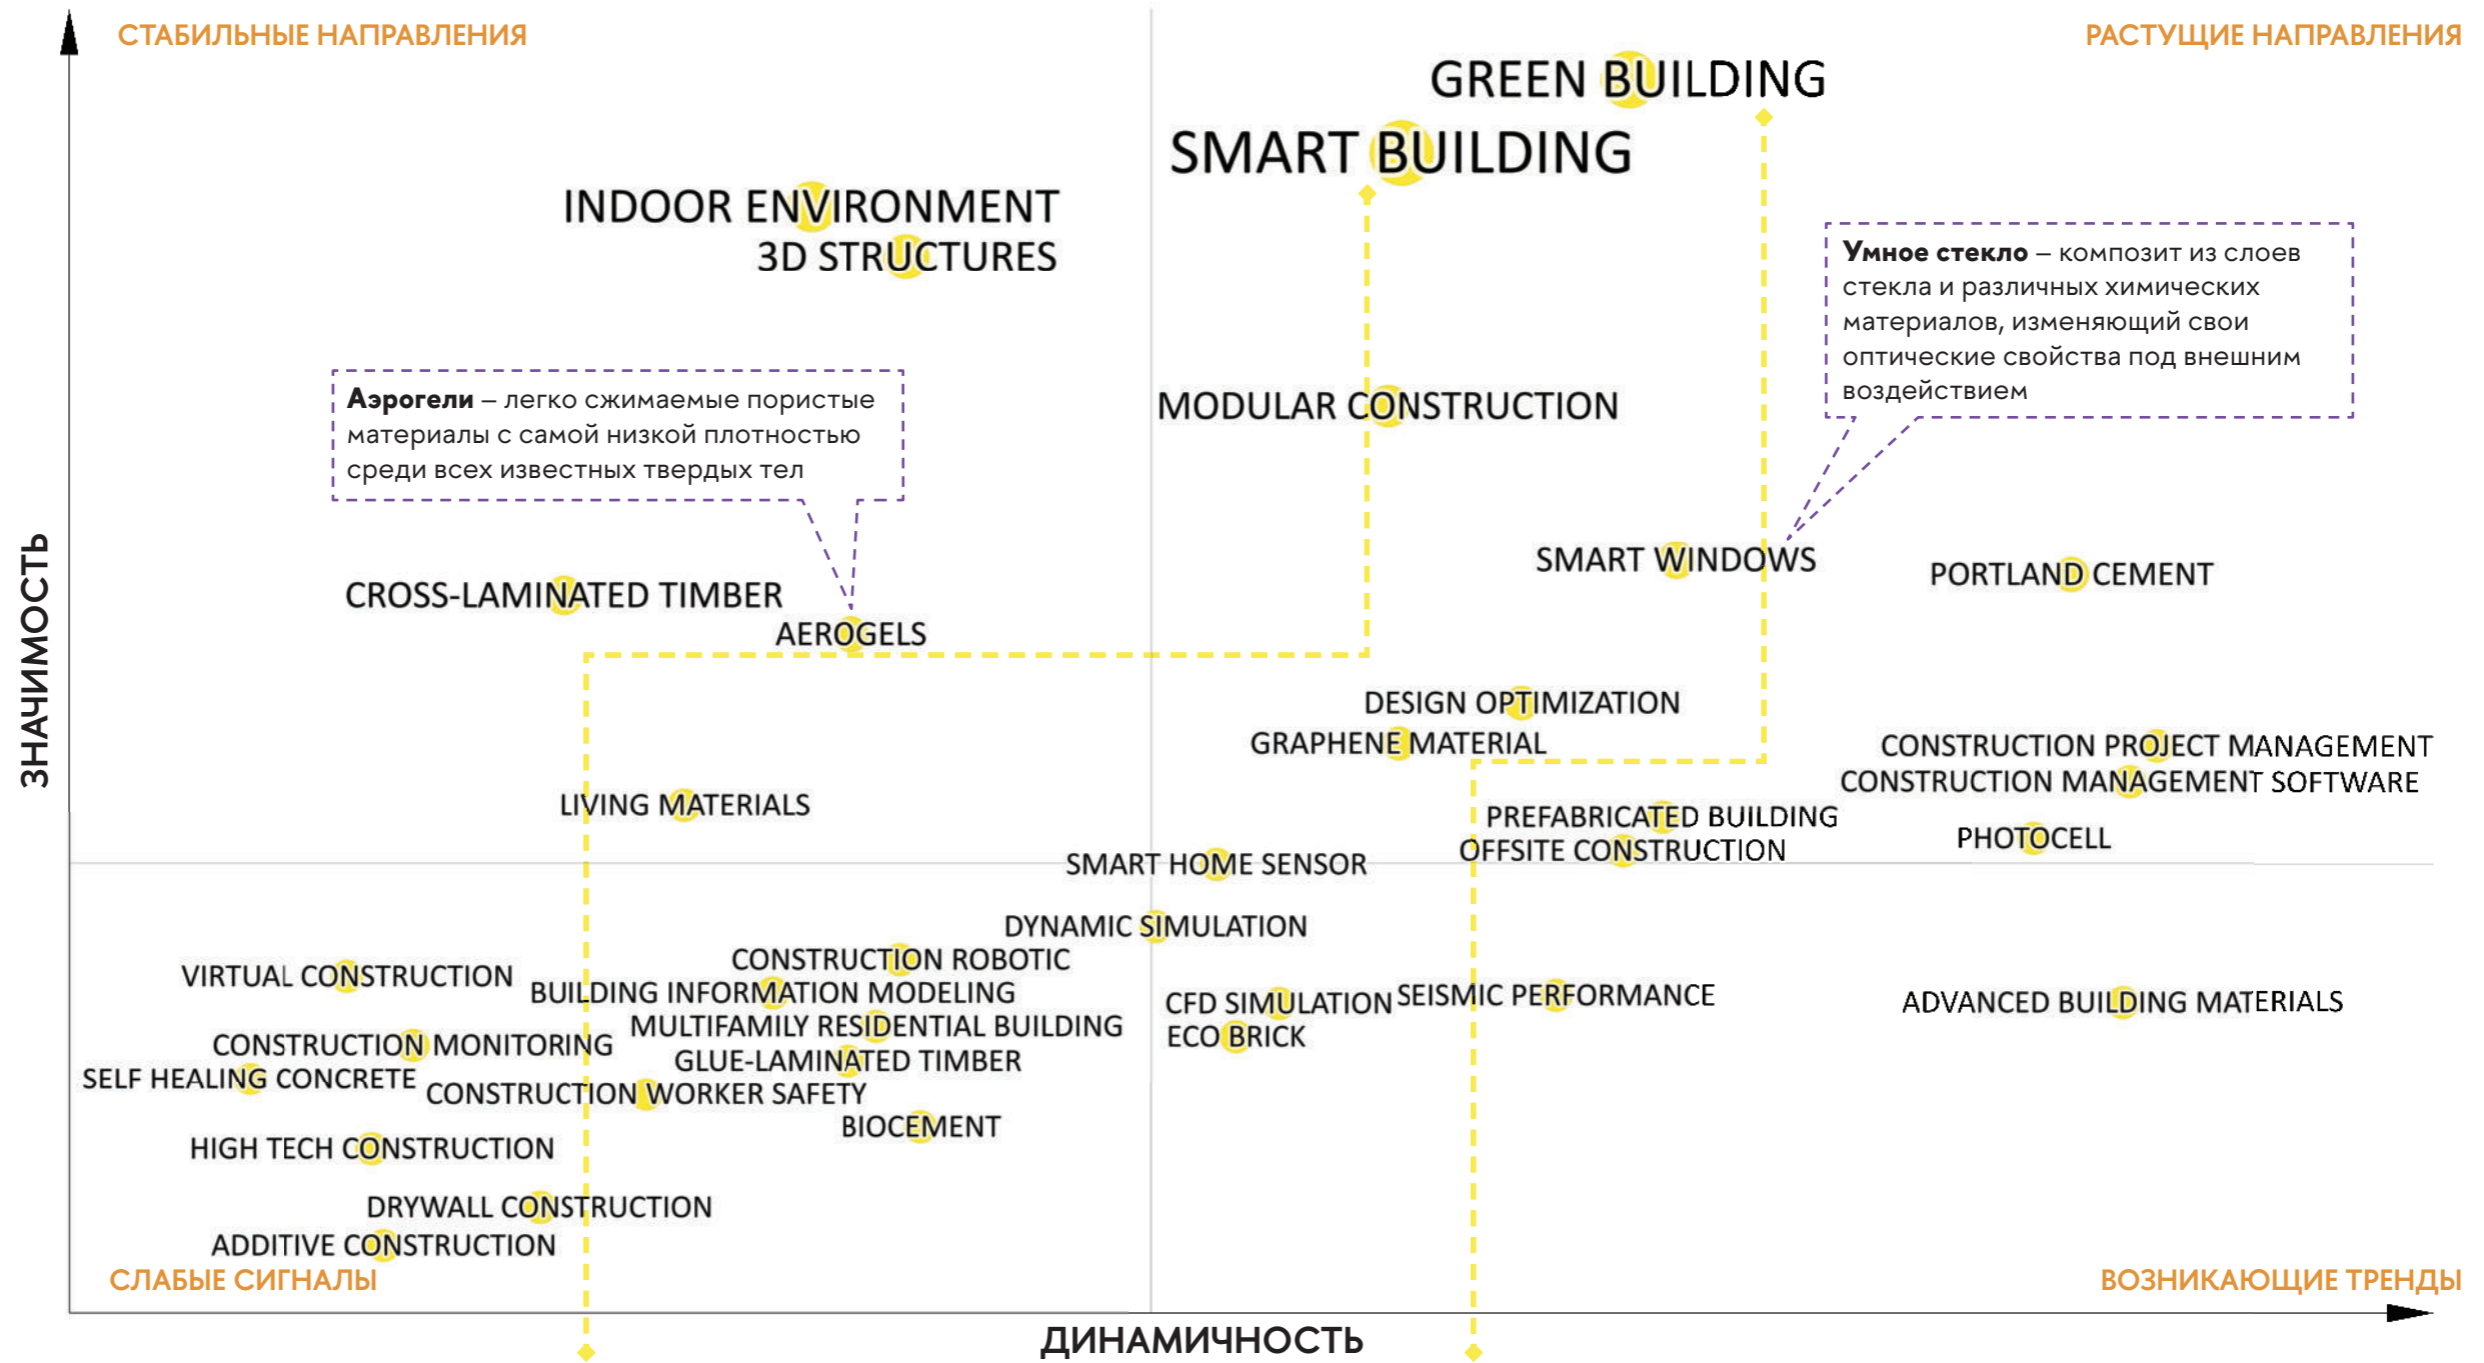 СТАБИЛЬНЫЕ НАПРАВЛЕНИЯ
РАСТУЩИЕ НАПРАВЛЕНИЯ
GREEN BUILDING
SMART BUILDING
INDOOR ENVIRONMENT
3D STRUCTURES
Умное стекло – композит из слоев
стекла и различных химических
материалов, изменяющий свои
оптические свойства под внешним
воздействием
Аэрогели – легко сжимаемые пористые
материалы с самой низкой плотностью
среди всех известных твердых тел
MODULAR CONSTRUCTION
SMART WINDOWS
PORTLAND CEMENT
CROSS-LAMINATED TIMBER
AEROGELS
ЗНАЧИМОСТЬ
DESIGN OPTIMIZATION
GRAPHENE MATERIAL
CONSTRUCTION PROJECT MANAGEMENT
CONSTRUCTION MANAGEMENT SOFTWARE
LIVING MATERIALS
PREFABRICATED BUILDING
OFFSITE CONSTRUCTION
PHOTOCELL
SMART HOME SENSOR
DYNAMIC SIMULATION
CONSTRUCTION ROBOTIC
VIRTUAL CONSTRUCTION
BUILDING INFORMATION MODELING
CFD SIMULATION
SEISMIC PERFORMANCE
ADVANCED BUILDING MATERIALS
MULTIFAMILY RESIDENTIAL BUILDING
ECO BRICK
CONSTRUCTION MONITORING
GLUE-LAMINATED TIMBER
SELF HEALING CONCRETE
CONSTRUCTION WORKER SAFETY
BIOCEMENT
HIGH TECH CONSTRUCTION
DRYWALL CONSTRUCTION
ADDITIVE CONSTRUCTION
СЛАБЫЕ СИГНАЛЫ
ВОЗНИКАЮЩИЕ ТРЕНДЫ
ДИНАМИЧНОСТЬ